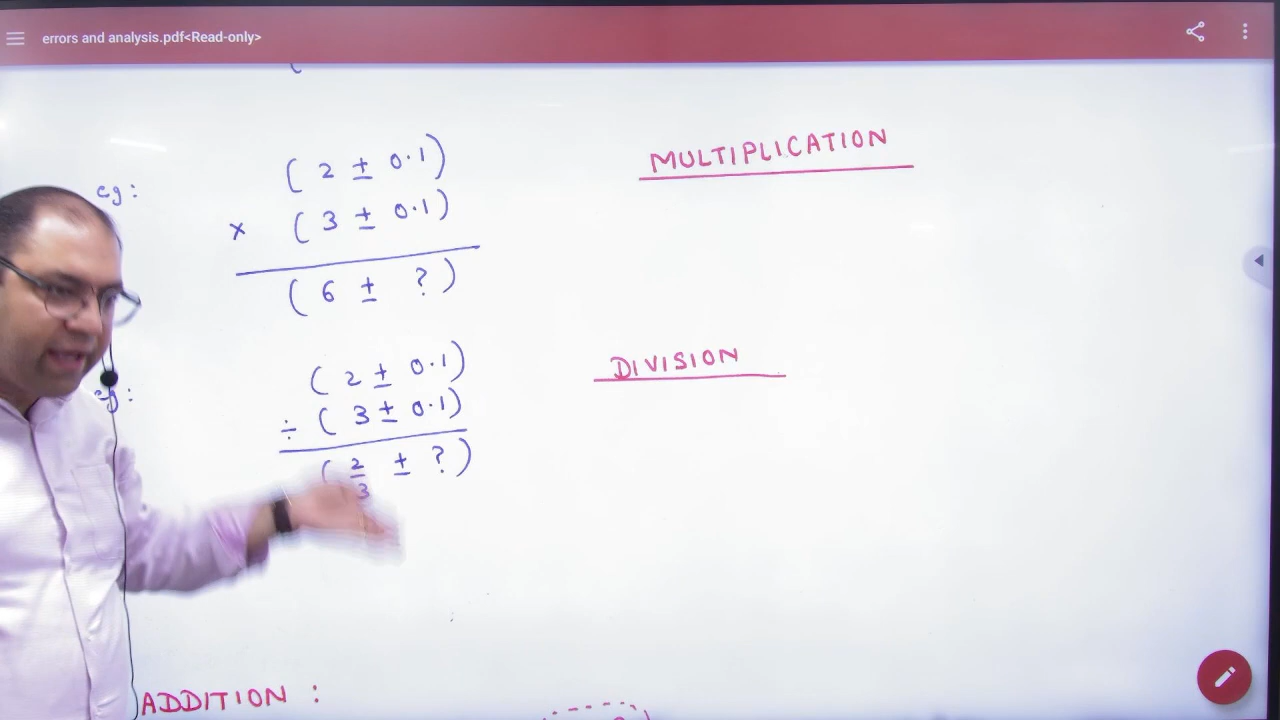 errors and analysis.pdf<Read-only>
eg:
( 2 ± 0.1)
× ( 3 ± 0.1)
( 6 ± ? )
MULTIPLICATION
eg:
( 2 ± 0.1)
÷ ( 3 ± 0.1)
( 2/3 ± ? )
DIVISION
ADDITION :